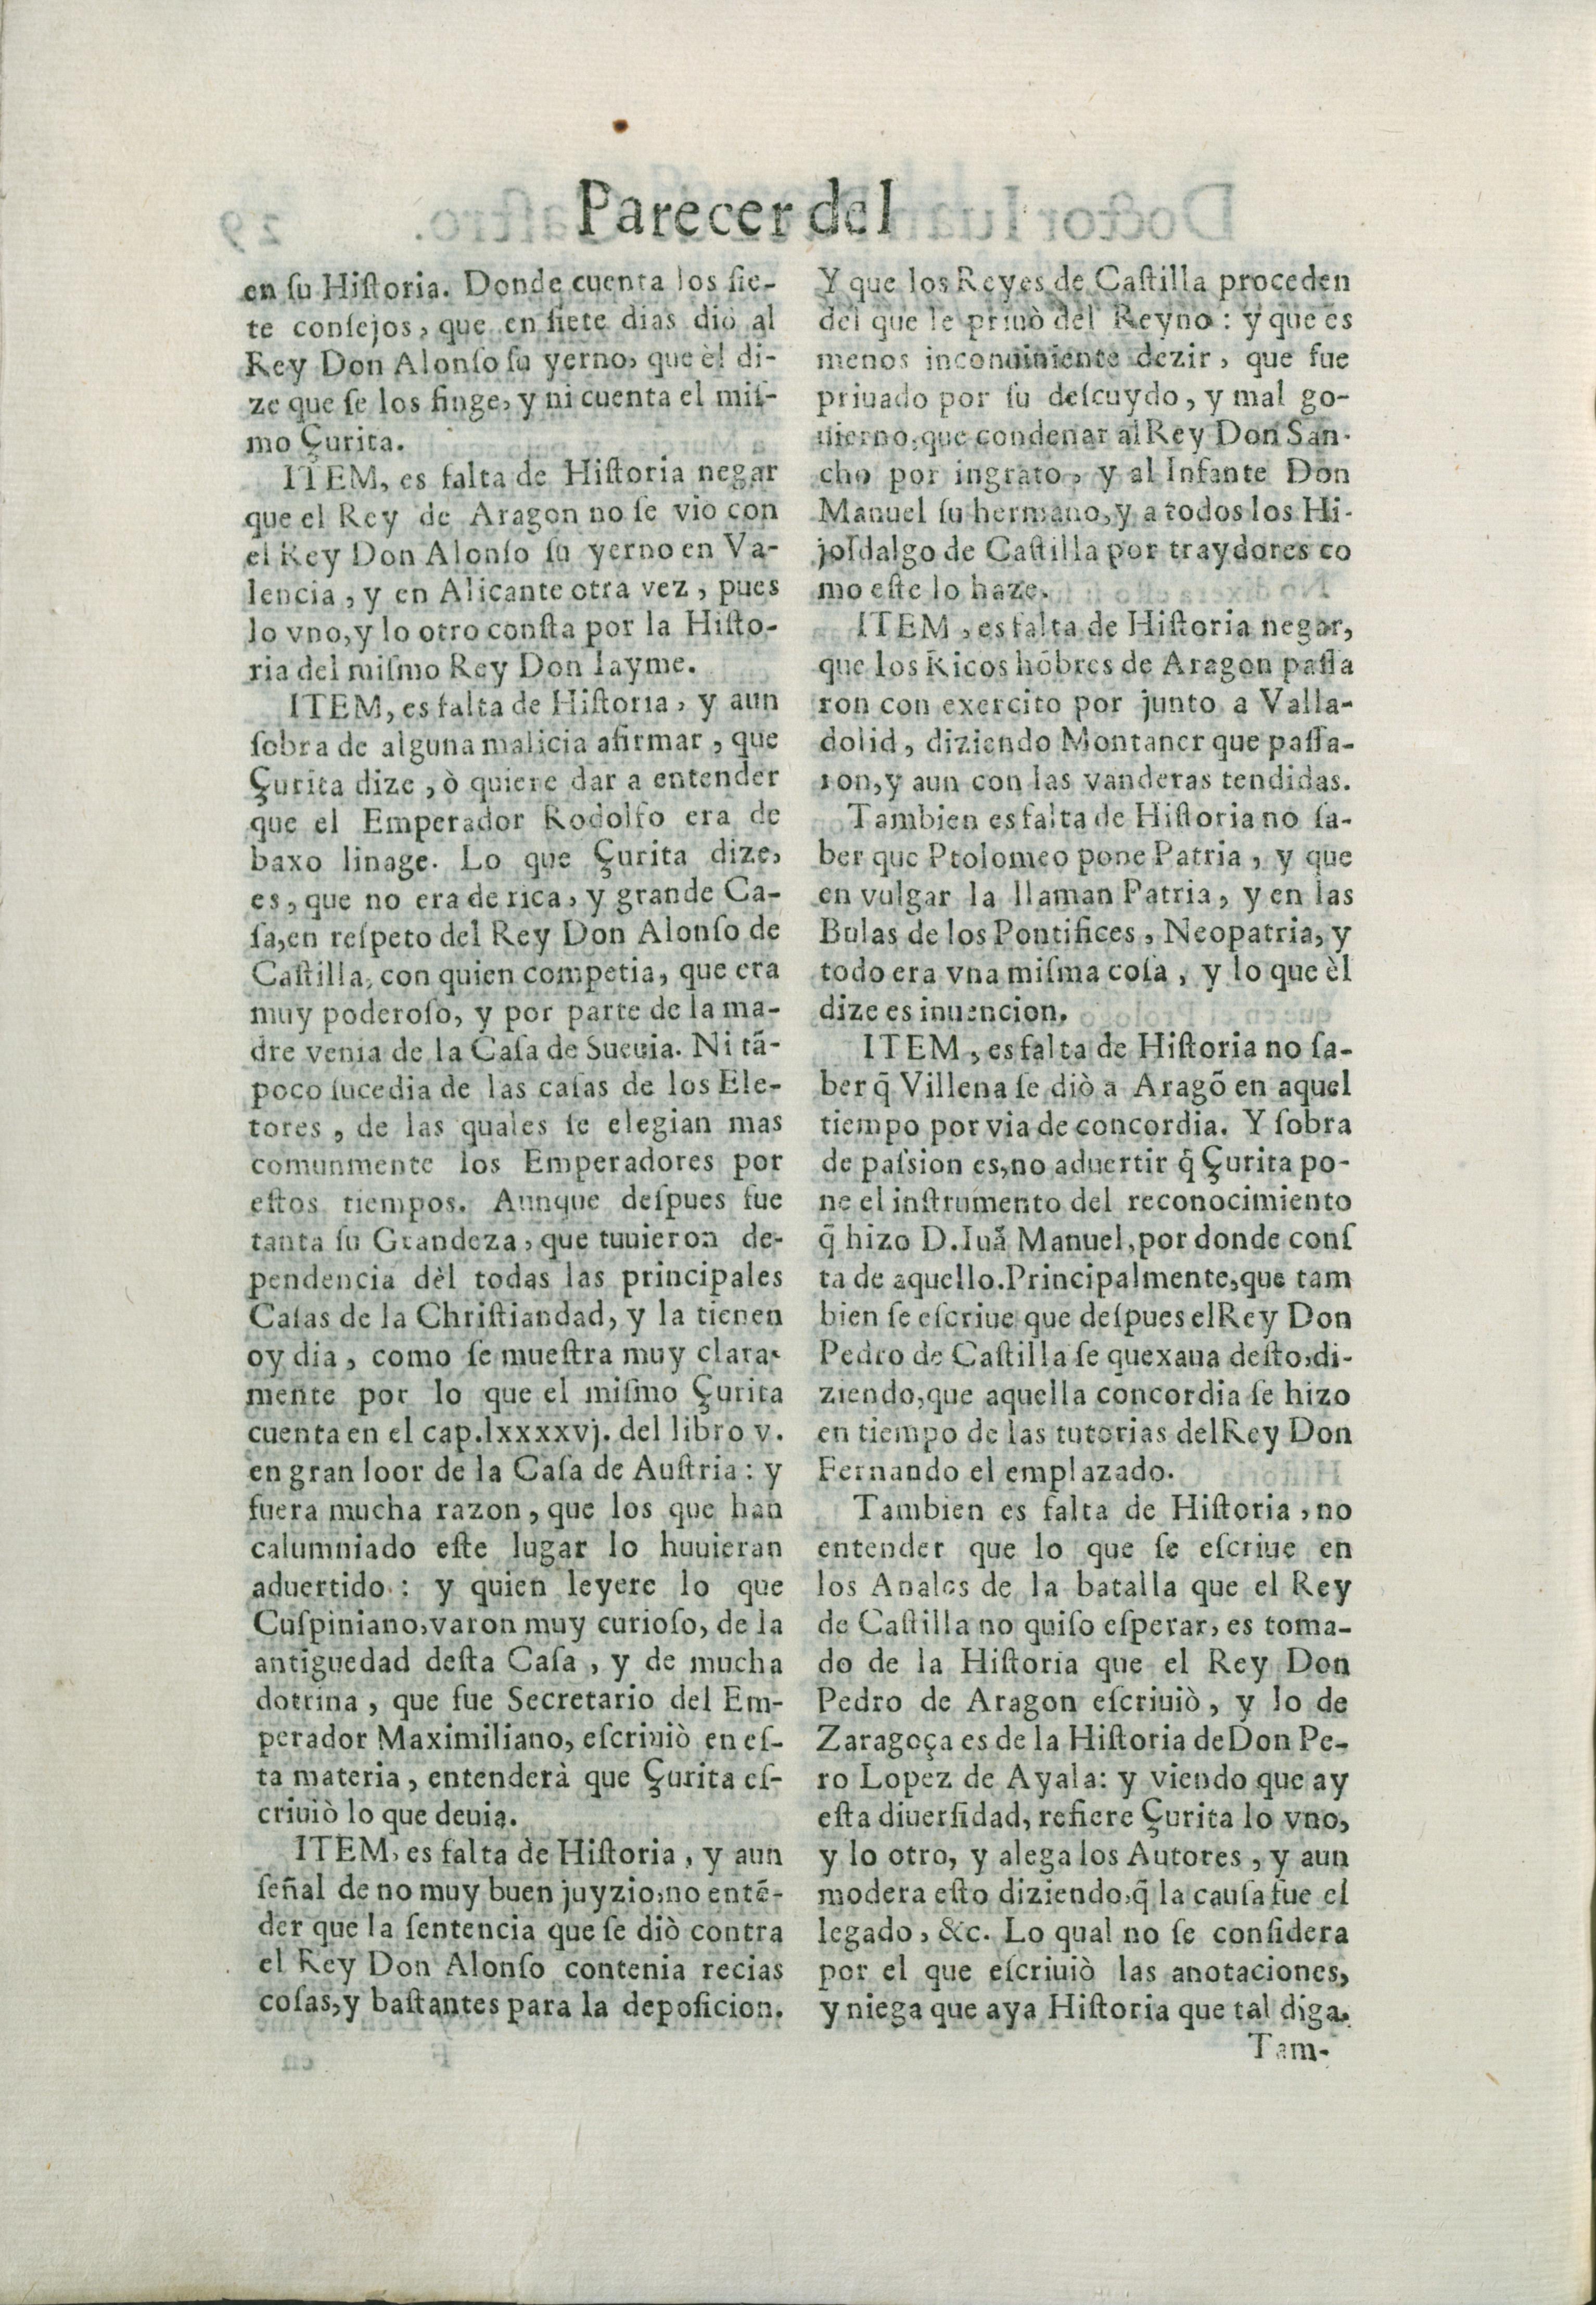 Parecer del
en ſu Hiſtoria. Donde cuenta los ſie-
te conſejos, que en ſiete dias diò al
Rey Don Alonſo ſu yerno, que èl di-
ze que ſe los finge, y ni cuenta el miſ-
mo Çurita.
ITEM, es falta de Hiſtoria negar
que el Rey de Aragon no ſe vio con
el Rey Don Alonſo ſu yerno en Va-
lencia, y en Alicante otra vez, pues
lo vno, y lo otro conſta por la Hiſto-
ria del miſmo Rey Don Iayme.
ITEM, es falta de Hiſtoria, y aun
ſobra de alguna malicia afirmar, que
Çurita dize, ò quiere dar a entender
que el Emperador Rodolfo era de
baxo linage. Lo que Çurita dize,
es, que no era de rica, y grande Ca-
ſa, en reſpeto del Rey Don Alonſo de
Caſtilla, con quien competia, que era
muy poderoſo, y por parte de la ma-
dre venia de la Caſa de Sueuia. Ni tã-
poco ſucedia de las caſas de los Ele-
tores, de las quales ſe elegian mas
comunmente los Emperadores por
eſtos tiempos. Aunque deſpues fue
tanta ſu Grandeza, que tuuieron de-
pendencia dèl todas las principales
Caſas de la Chriſtiandad, y la tienen
oy dia, como ſe mueſtra muy clara-
mente por lo que el miſmo Çurita
cuenta en el cap.lxxxxvj. del libro v.
en gran loor de la Caſa de Auſtria: y
fuera mucha razon, que los que han
calumniado eſte lugar lo huuieran
aduertido: y quien leyere lo que
Cuſpiniano, varon muy curioſo, de la
antiguedad deſta Caſa, y de mucha
dotrina, que fue Secretario del Em-
perador Maximiliano, eſcriuiò en eſ-
ta materia, entenderà que Çurita eſ-
criuiò lo que deuia.
ITEM, es falta de Hiſtoria, y aun
ſeñal de no muy buen juyzio, no entẽ-
der que la ſentencia que ſe diò contra
el Rey Don Alonſo contenia recias
coſas, y baſtantes para la depoſicion.
Y que los Reyes de Caſtilla proceden
del que le priuò del Reyno: y que es
menos inconuiniente dezir, que fue
priuado por ſu deſcuydo, y mal go-
uierno, que condenar al Rey Don San-
cho por ingrato, y al Infante Don
Manuel ſu hermano, y a todos los Hi-
joſdalgo de Caſtilla por traydores co
mo eſte lo haze.
ITEM, es falta de Hiſtoria negar,
que los Ricos hõbres de Aragon paſſa
ron con exercito por junto a Valla-
dolid, diziendo Montaner que paſſa-
ron, y aun con las vanderas tendidas.
Tambien es falta de Hiſtoria no ſa-
ber que Ptolomeo pone Patria, y que
en vulgar la llaman Patria, y en las
Bulas de los Pontifices, Neopatria, y
todo era vna miſma coſa, y lo que èl
dize es inuencion.
ITEM, es falta de Hiſtoria no ſa-
ber q̃ Villena ſe diò a Aragõ en aquel
tiempo por via de concordia. Y ſobra
de paſsion es, no aduertir q̃ Çurita po-
ne el inſtrumento del reconocimiento
q̃ hizo D. Iuã Manuel, por donde conſ
ta de aquello. Principalmente, que tam
bien ſe eſcriue que deſpues el Rey Don
Pedro de Caſtilla ſe quexaua deſto, di-
ziendo, que aquella concordia ſe hizo
en tiempo de las tutorias del Rey Don
Fernando el emplazado.
Tambien es falta de Hiſtoria, no
entender que lo que ſe eſcriue en
los Anales de la batalla que el Rey
de Caſtilla no quiſo eſperar, es toma-
do de la Hiſtoria que el Rey Don
Pedro de Aragon eſcriuiò, y lo de
Zaragoça es de la Hiſtoria de Don Pe-
ro Lopez de Ayala: y viendo que ay
eſta diuerſidad, refiere Çurita lo vno,
y lo otro, y alega los Autores, y aun
modera eſto diziendo, q̃ la cauſa fue el
legado, &c. Lo qual no ſe conſidera
por el que eſcriuiò las anotaciones,
y niega que aya Hiſtoria que tal diga.
Tam-